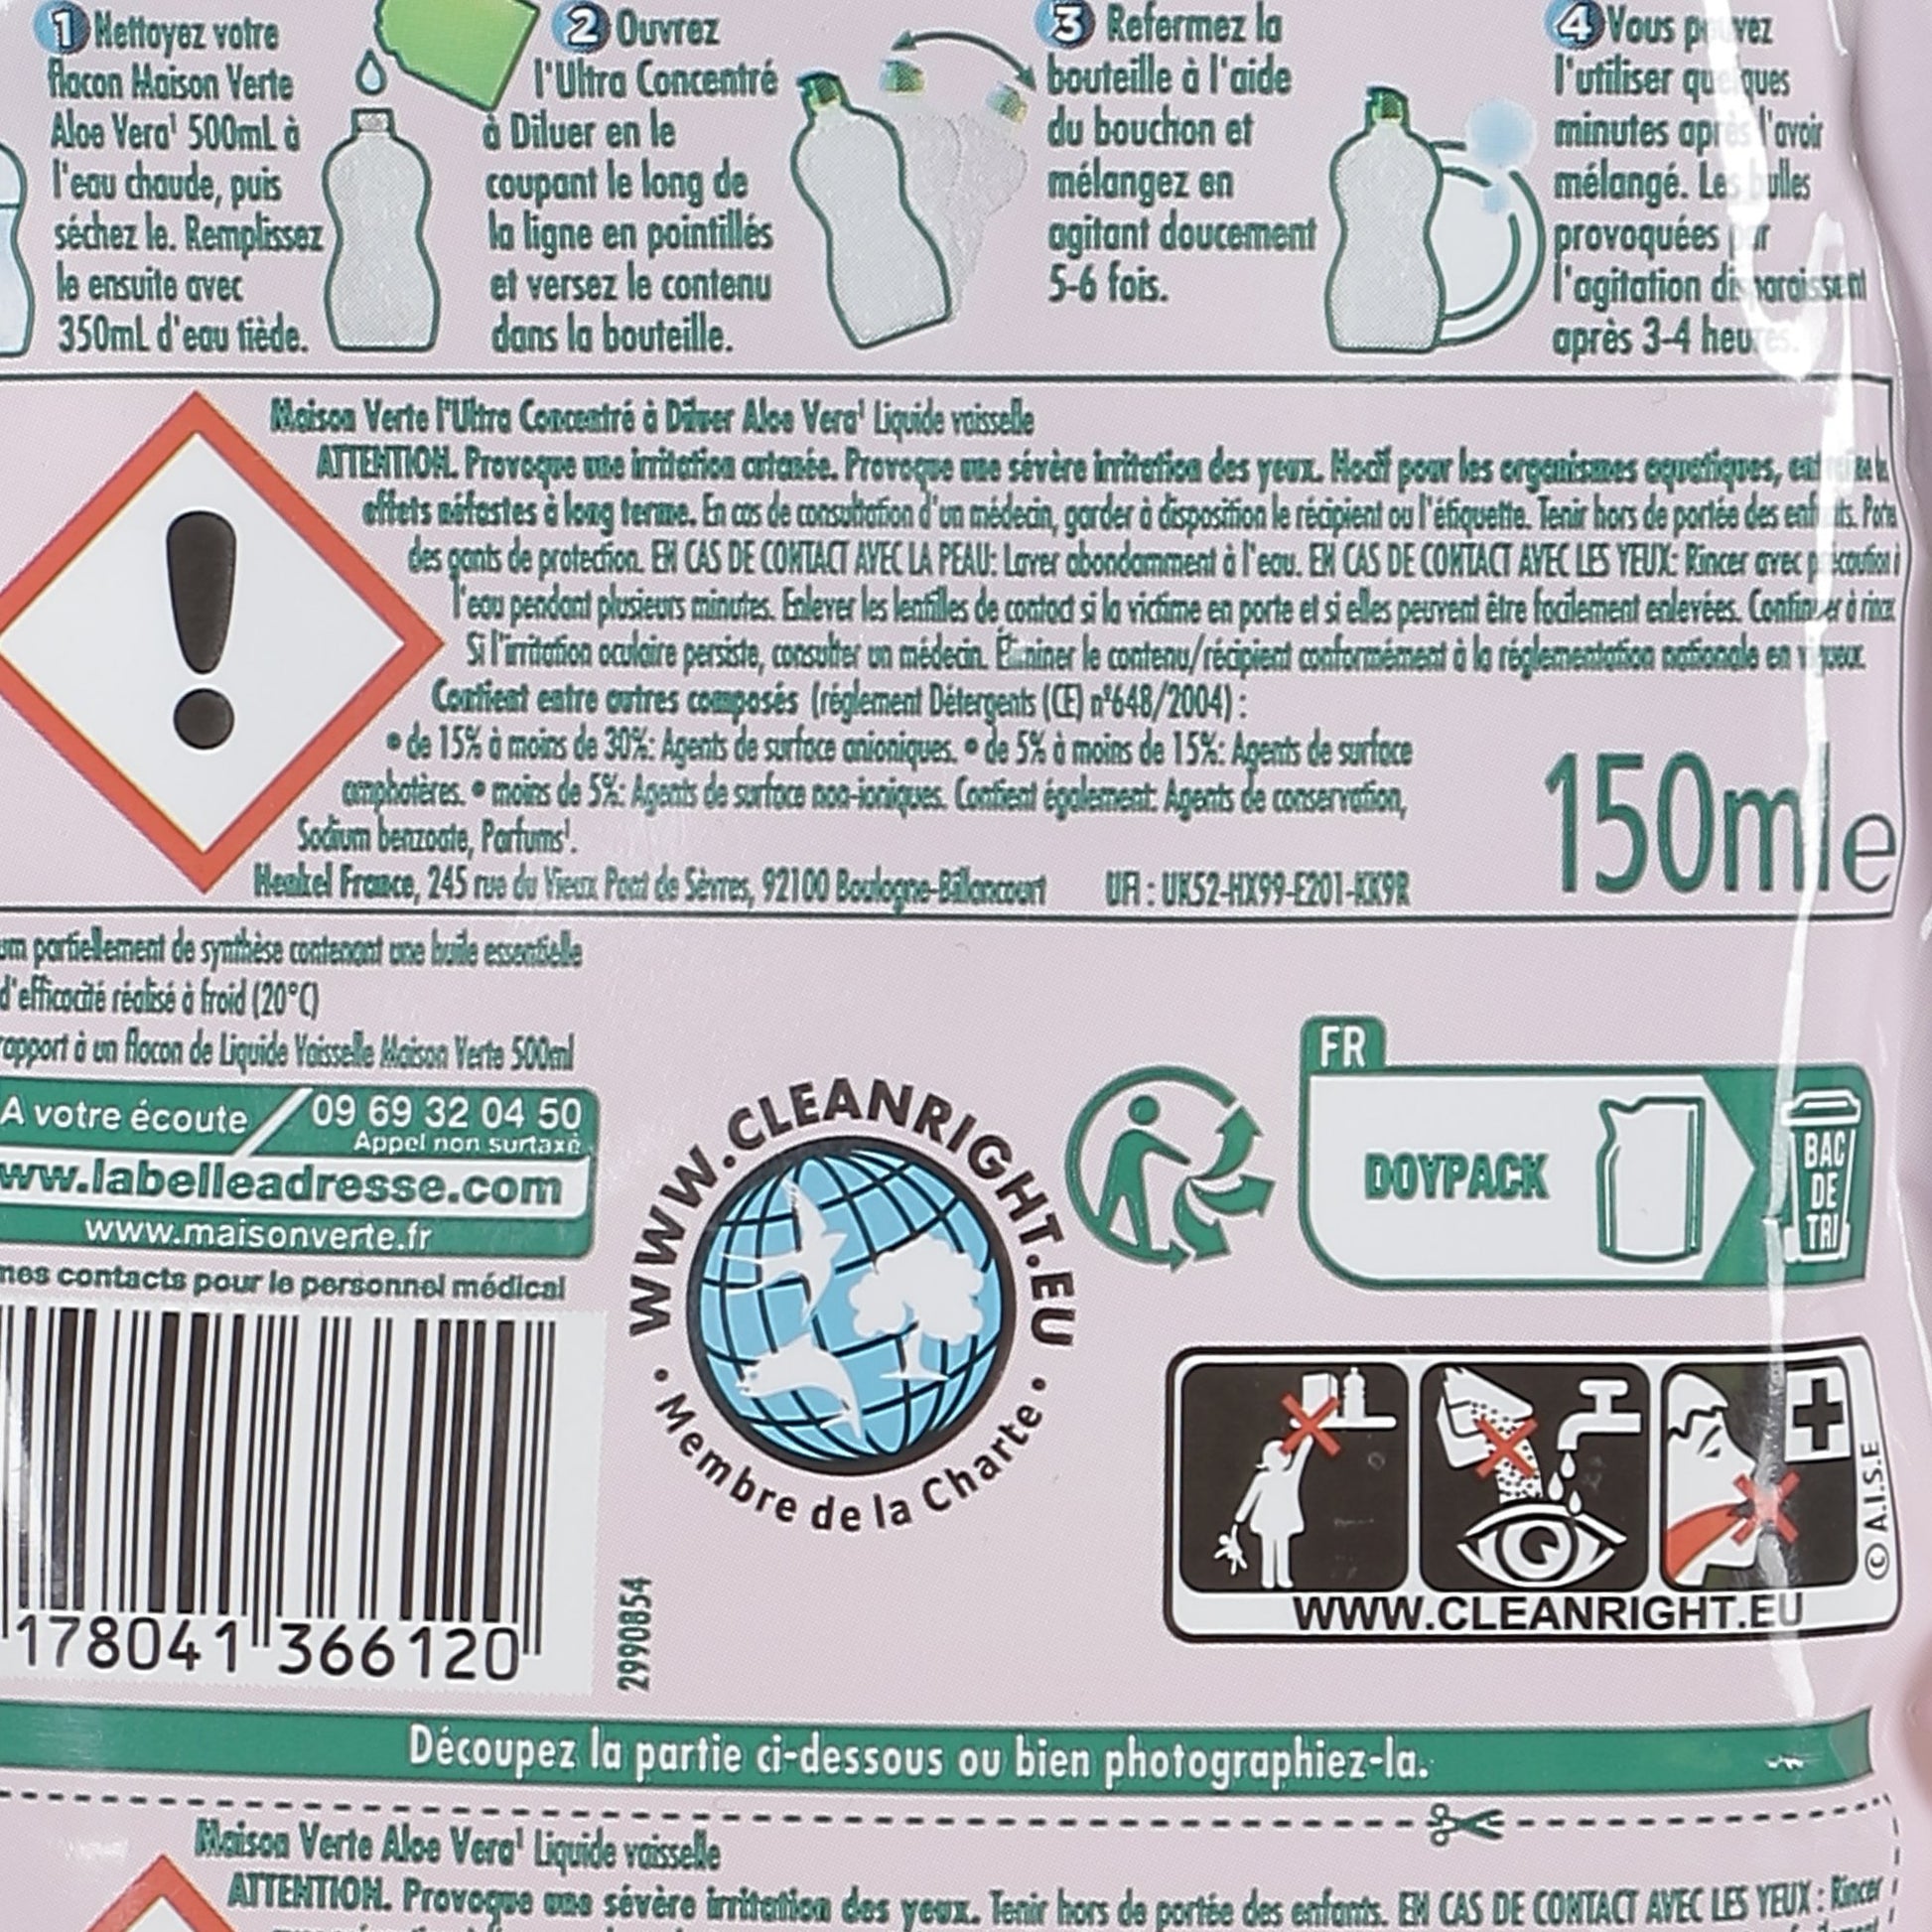 1 Nettoyez votre
flacon Maison Verte
Aloe Vera¹ 500mL à
l'eau chaude, puis
séchez le. Remplissez
le ensuite avec
350mL d'eau tiède.
2 Ouvrez
l'Ultra Concentré
à Diluer en le
coupant le long de
la ligne en pointillés
et versez le contenu
dans la bouteille.
3 Refermez la
bouteille à l'aide
du bouchon et
mélangez en
agitant doucement
5-6 fois.
4 Vous pouvez
l'utiliser quelques
minutes après l'avoir
mélangé. Les bulles
provoquées par
l'agitation disparaissent
après 3-4 heures.
Maison Verte l'Ultra Concentré à Diluer Aloe Vera¹ Liquide vaisselle
ATTENTION. Provoque une irritation cutanée. Provoque une sévère irritation des yeux. Nocif pour les organismes aquatiques,
effets néfastes à long terme. En cas de consultation d'un médecin, garder à disposition le récipient ou l'étiquette. Tenir hors de portée des enfants.
des gants de protection. EN CAS DE CONTACT AVEC LA PEAU: Laver abondamment à l'eau. EN CAS DE CONTACT AVEC LES YEUX: Rincer avec précaution à
l'eau pendant plusieurs minutes. Enlever les lentilles de contact si la victime en porte et si elles peuvent être facilement enlevées. Continuer à
Si l'irritation oculaire persiste, consulter un médecin. Éliminer le contenu/récipient conformément à la réglementation nationale en vigueur.
Contient entre autres composés (réglement Détergents (CE) n°648/2004) :
• de 15% à moins de 30%: Agents de surface anioniques. • de 5% à moins de 15%: Agents de surface
amphotères. • moins de 5%: Agents de surface non-ioniques. Contient également: Agents de conservation,
Sodium benzoate, Parfums¹.
Henkel France, 245 rue du Vieux Pont de Sèvres, 92100 Boulogne-Billancourt UFI : UK52-HX99-E201-KK9R
150ml e
partiellement de synthèse contenant une huile essentielle
d'efficacité réalisé à froid (20°C)
rapport à un flacon de Liquide Vaisselle Maison Verte 500ml
A votre écoute 09 69 32 04 50
Appel non surtaxé
ww.labelleadresse.com
www.maisonverte.fr
mes contacts pour le personnel médical
178041 366120
2990854
WWW.CLEANRIGHT.EU
• Membre de la Charte •
FR
DOYPACK
BAC
DE
TRI
© A.I.S.E
WWW.CLEANRIGHT.EU
Découpez la partie ci-dessous ou bien photographiez-la.
Maison Verte Aloe Vera¹ Liquide vaisselle
ATTENTION. Provoque une sévère irritation des yeux. Tenir hors de portée des enfants. EN CAS DE CONTACT AVEC LES YEUX : Rincer